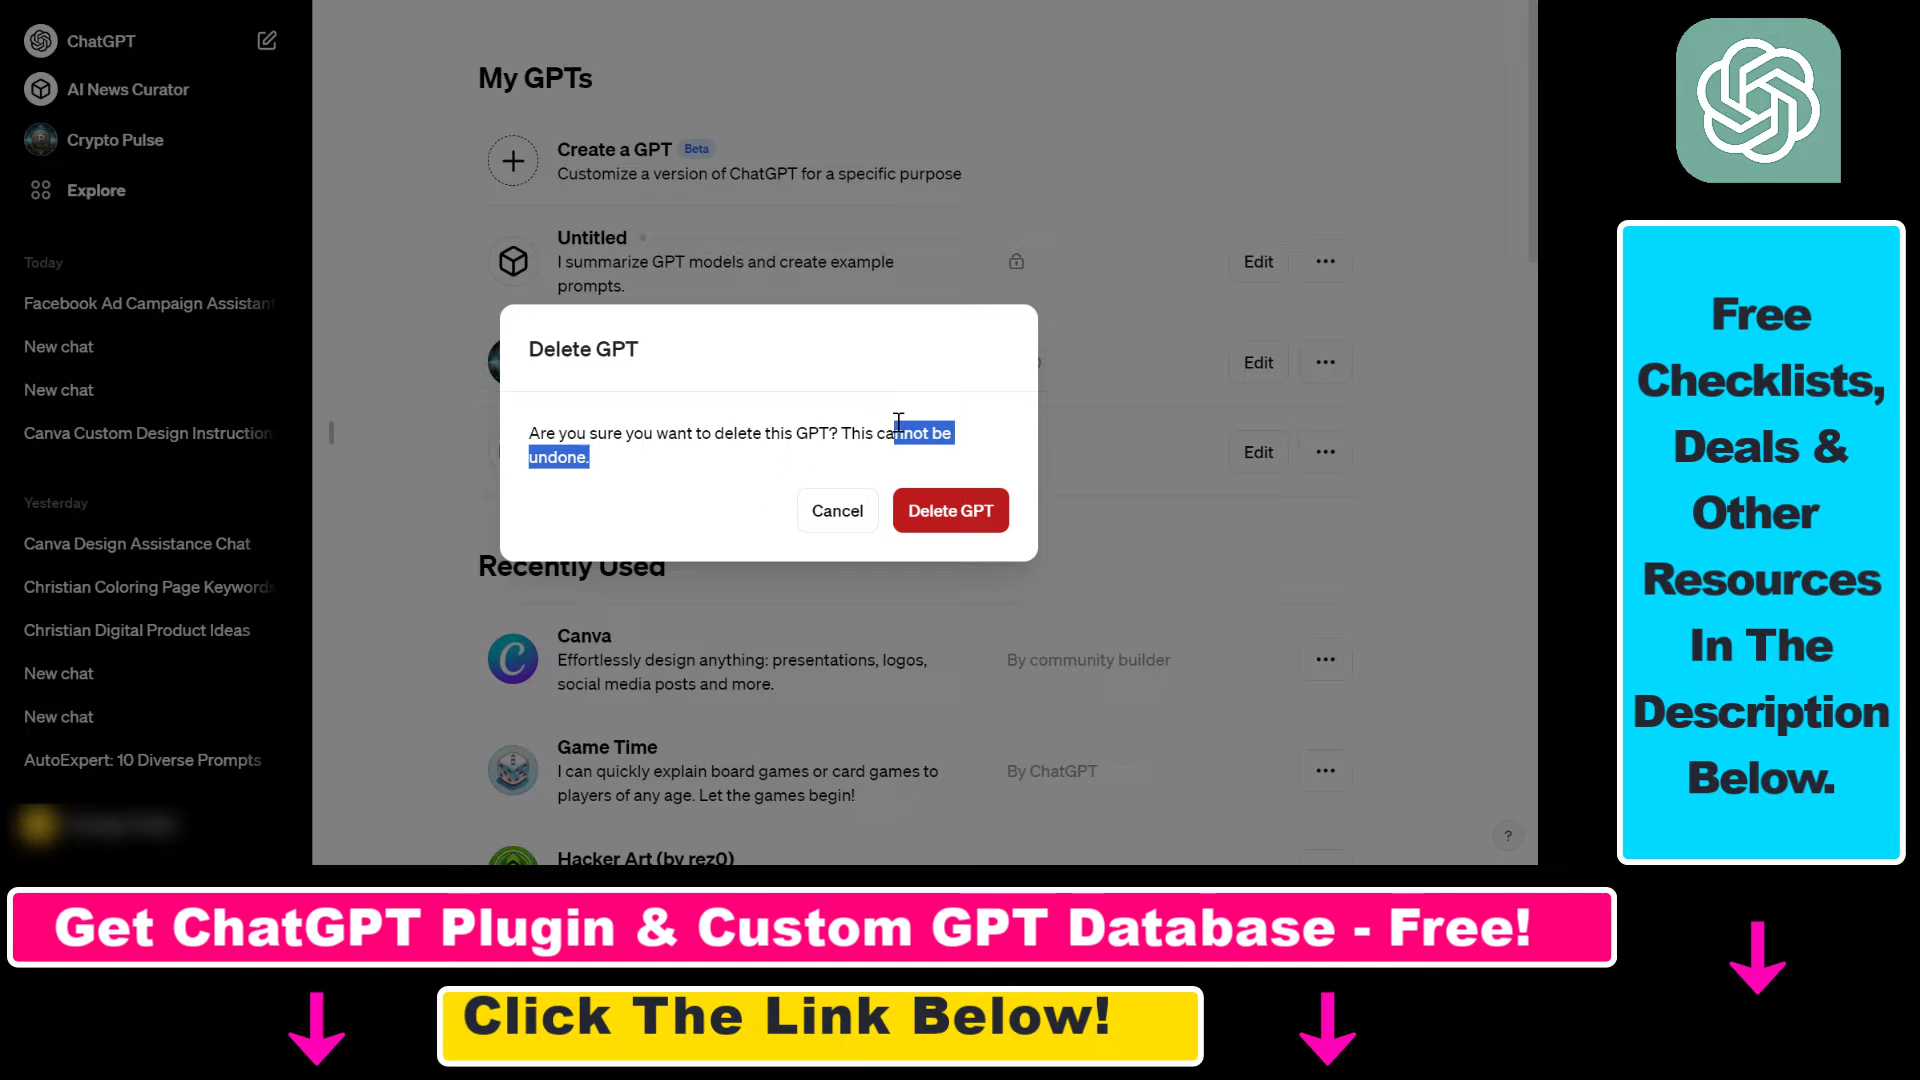 ChatGPT
AI News Curator
Crypto Pulse
Explore
Today
Facebook Ad Campaign Assistant
New chat
New chat
Canva Custom Design Instruction
Yesterday
Canva Design Assistance Chat
Christian Coloring Page Keywords
Christian Digital Product Ideas
New chat
New chat
AutoExpert: 10 Diverse Prompts
My GPTs
Create a GPT Beta
Customize a version of ChatGPT for a specific purpose
Untitled
I summarize GPT models and create example
prompts.
Edit
Edit
Edit
Delete GPT
Are you sure you want to delete this GPT? This cannot be
undone.
Cancel
Delete GPT
Recently Used
Canva
Effortlessly design anything: presentations, logos,
social media posts and more.
By community builder
Game Time
I can quickly explain board games or card games to
players of any age. Let the games begin!
By ChatGPT
Hacker Art (by rez0)
?
Free
Checklists,
Deals &
Other
Resources
In The
Description
Below.
Get ChatGPT Plugin & Custom GPT Database - Free!
Click The Link Below!